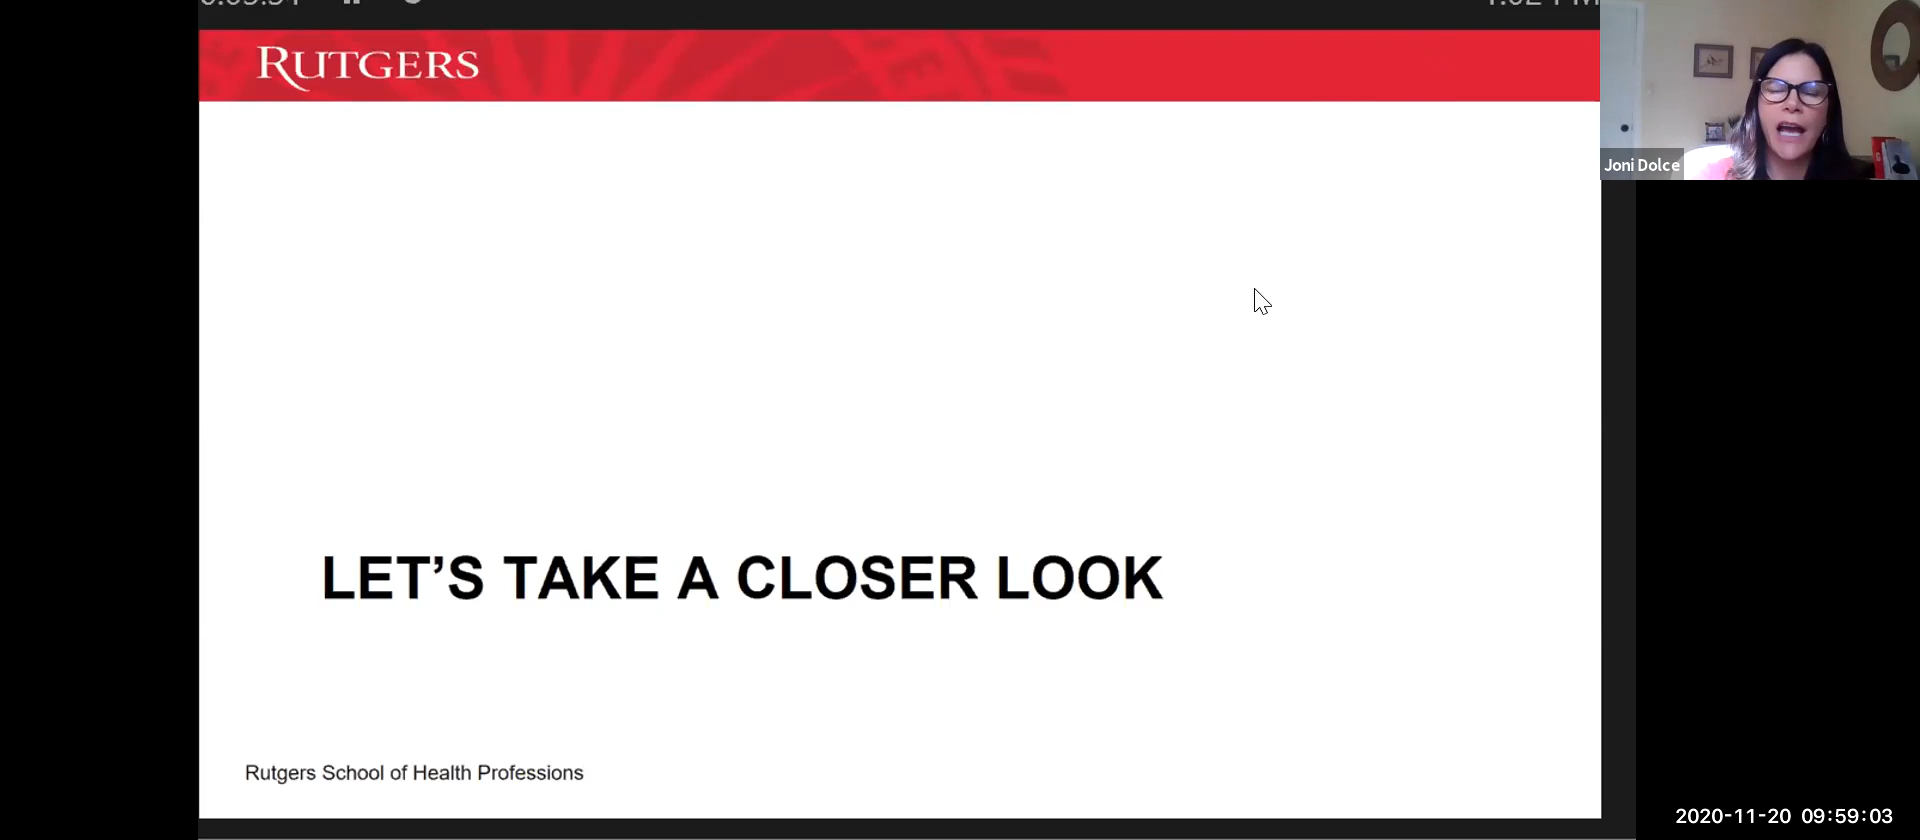 RUTGERS
Joni Dolce
LET’S TAKE A CLOSER LOOK
Rutgers School of Health Professions
2020-11-20 09:59:03